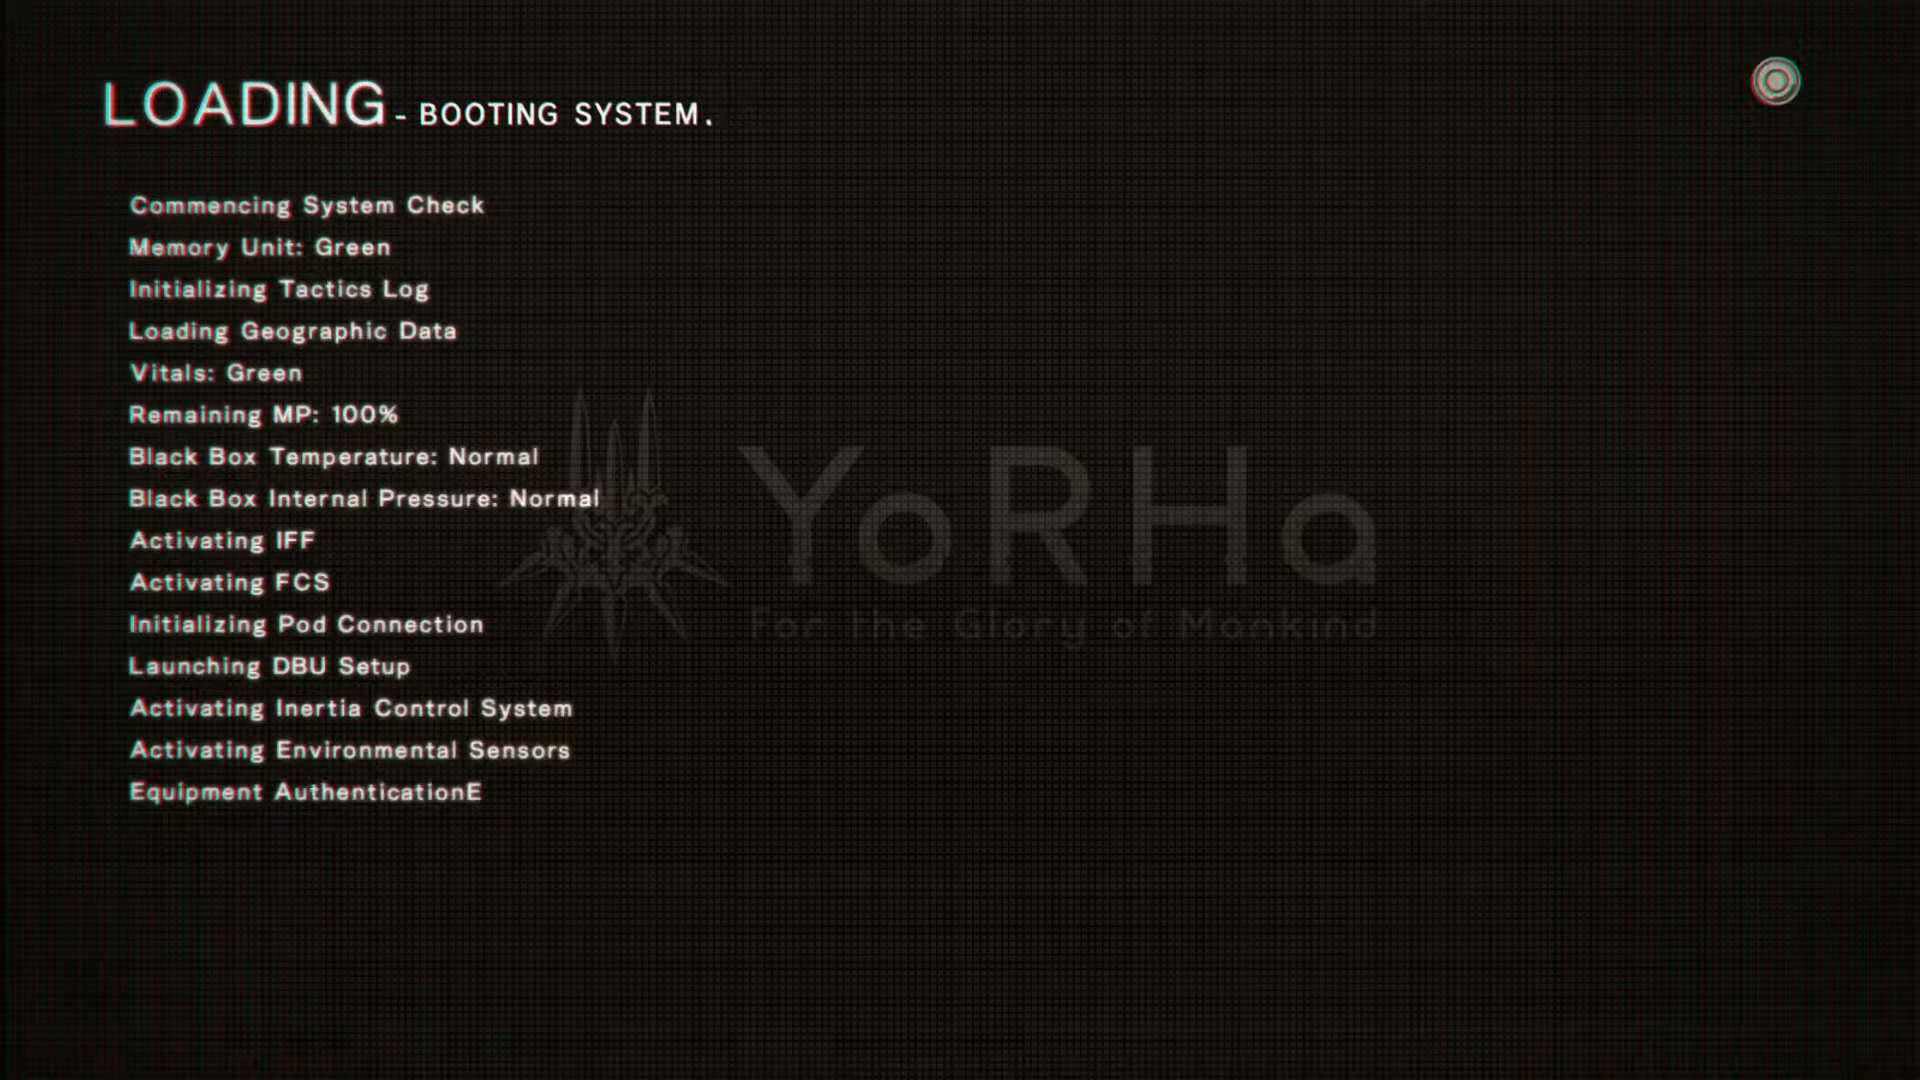 LOADING - BOOTING SYSTEM.
Commencing System Check
Memory Unit: Green
Initializing Tactics Log
Loading Geographic Data
Vitals: Green
Remaining MP: 100%
Black Box Temperature: Normal
Black Box Internal Pressure: Normal
Activating IFF
Activating FCS
Initializing Pod Connection
Launching DBU Setup
Activating Inertia Control System
Activating Environmental Sensors
Equipment AuthenticationE
YoRHa
For the Glory of Mankind